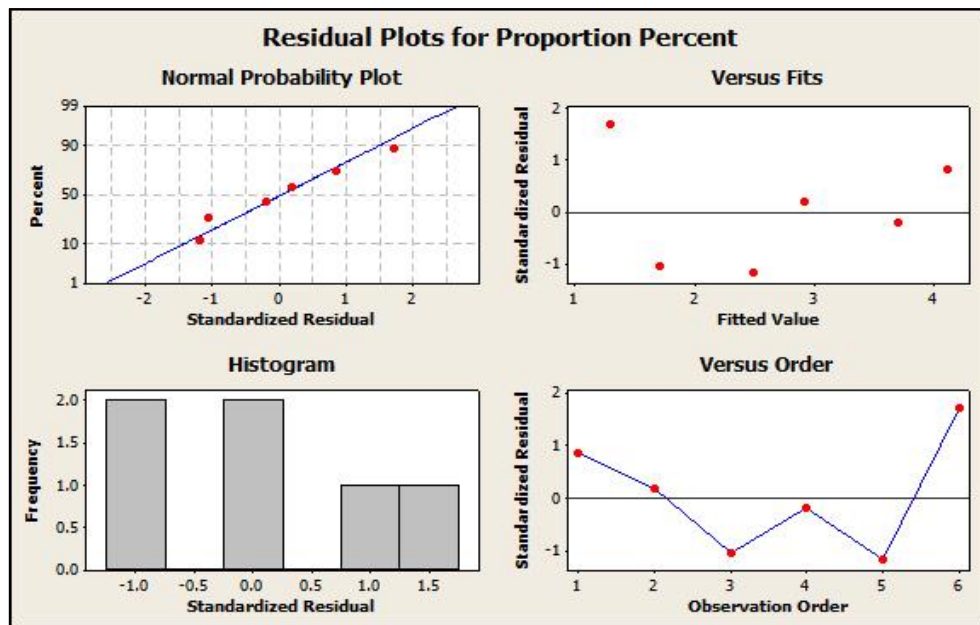 Residual Plots for Proportion Percent
Normal Probability Plot
99
90
50
10
1
Percent
-2 -1 0 1 2
Standardized Residual
Versus Fits
2
1
0
-1
Standardized Residual
1 2 3 4
Fitted Value
Histogram
2.0
1.5
1.0
0.5
0.0
Frequency
-1.0 -0.5 0.0 0.5 1.0 1.5
Standardized Residual
Versus Order
2
1
0
-1
Standardized Residual
1 2 3 4 5 6
Observation Order